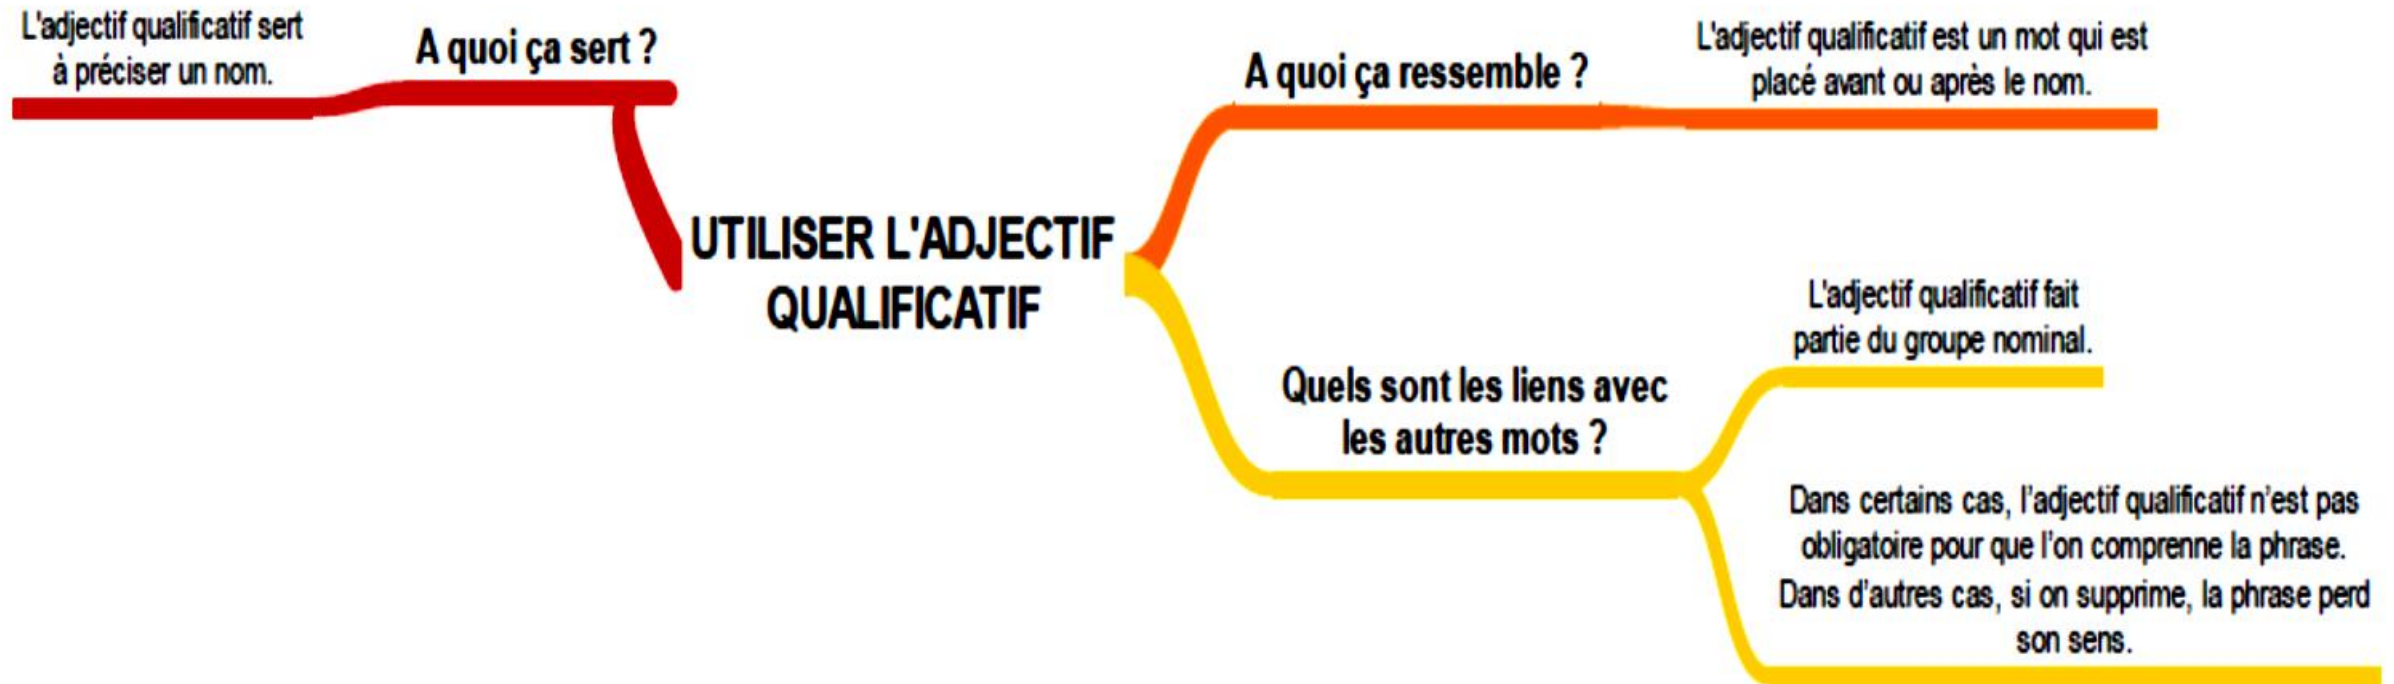 L'adjectif qualificatif sert
à préciser un nom.
A quoi ça sert ?
UTILISER L'ADJECTIF
QUALIFICATIF
A quoi ça ressemble ?
L'adjectif qualificatif est un mot qui est
placé avant ou après le nom.
Quels sont les liens avec
les autres mots ?
L'adjectif qualificatif fait
partie du groupe nominal.
Dans certains cas, l’adjectif qualificatif n’est pas
obligatoire pour que l’on comprenne la phrase.
Dans d’autres cas, si on supprime, la phrase perd
son sens.